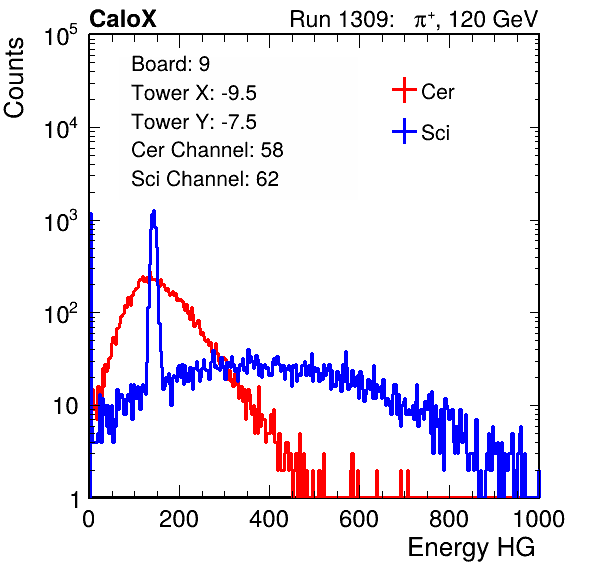 CaloX Run 1309: π⁺, 120 GeV
Counts
10⁵
10⁴
10³
10²
10
1
Board: 9
Tower X: -9.5
Tower Y: -7.5
Cer Channel: 58
Sci Channel: 62
Cer
Sci
0 200 400 600 800 1000
Energy HG